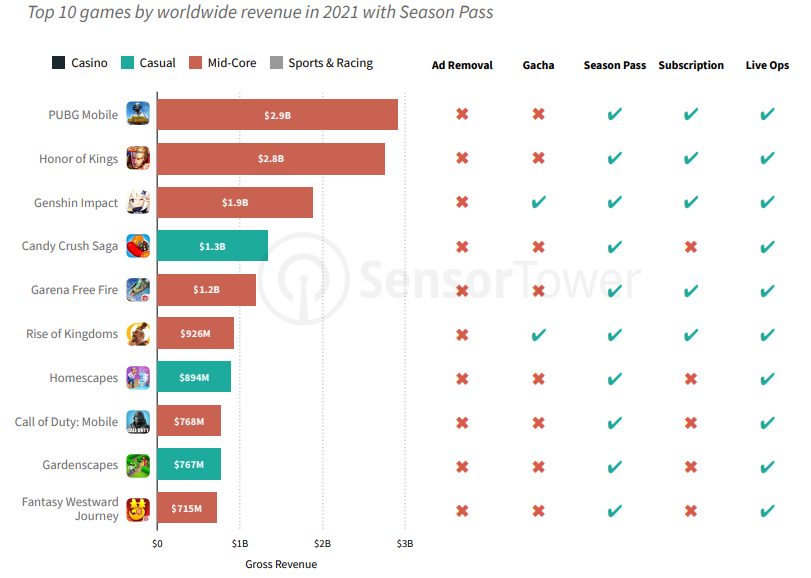 Top 10 games by worldwide revenue in 2021 with Season Pass
Casino Casual Mid-Core Sports & Racing
Ad Removal Gacha Season Pass Subscription Live Ops
PUBG Mobile $2.9B
Honor of Kings $2.8B
Genshin Impact $1.9B
Candy Crush Saga $1.3B
SensorTower
Garena Free Fire $1.2B
Rise of Kingdoms $926M
Homescapes $894M
Call of Duty: Mobile $768M
Gardenscapes $767M
Fantasy Westward
Journey $715M
$0 $1B $2B $3B
Gross Revenue